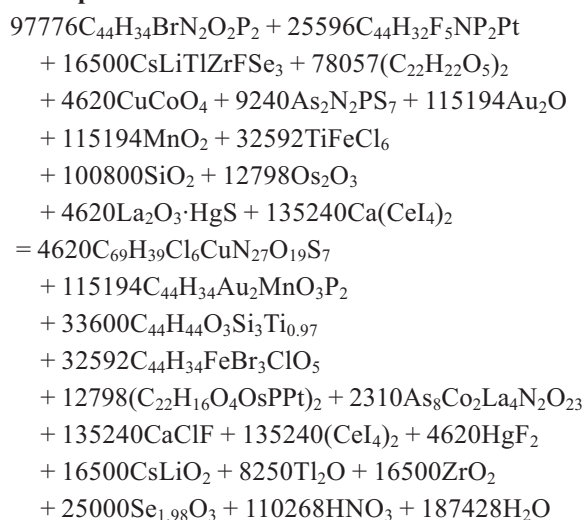 97776C₄₄H₃₄BrN₂O₂P₂ + 25596C₄₄H₃₂F₅NP₂Pt
+ 16500CsLiTlZrFSe₃ + 78057(C₂₂H₂₂O₅)₂
+ 4620CuCoO₄ + 9240As₂N₂PS₇ + 115194Au₂O
+ 115194MnO₂ + 32592TiFeCl₆
+ 100800SiO₂ + 12798Os₂O₃
+ 4620La₂O₃·HgS + 135240Ca(CeI₄)₂
= 4620C₆₉H₃₉Cl₆CuN₂₇O₁₉S₇
+ 115194C₄₄H₃₄Au₂MnO₃P₂
+ 33600C₄₄H₄₄O₃Si₃Ti₀.₉₇
+ 32592C₄₄H₃₄FeBr₃ClO₅
+ 12798(C₂₂H₁₆O₄OsPPt)₂ + 2310As₈Co₂La₄N₂O₂₃
+ 135240CaClF + 135240(CeI₄)₂ + 4620HgF₂
+ 16500CsLiO₂ + 8250Tl₂O + 16500ZrO₂
+ 25000Se₁.₉₈O₃ + 110268HNO₃ + 187428H₂O